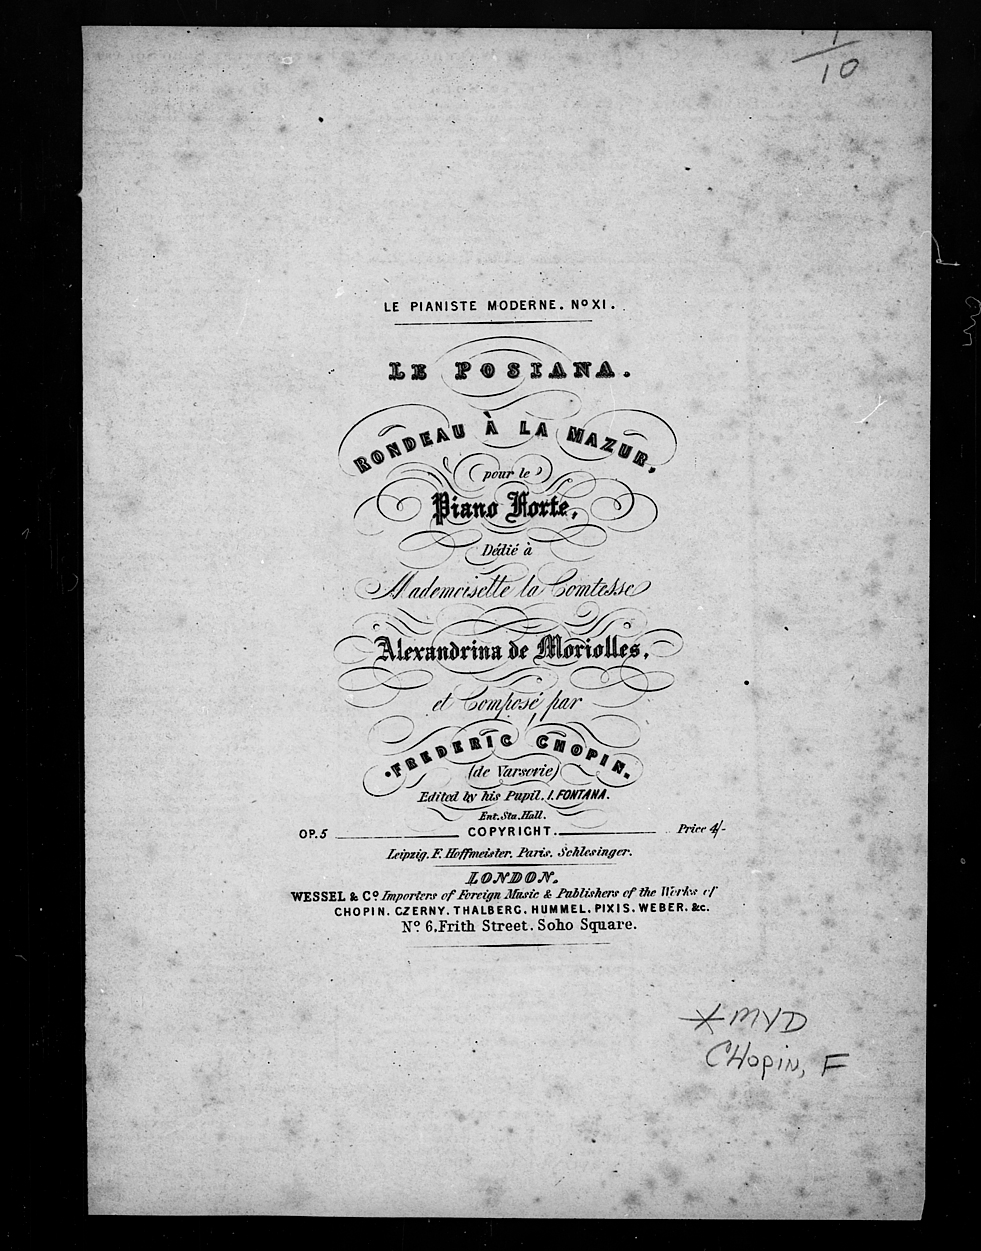 10
LE PIANISTE MODERNE. No XI.
LE POSIANA.
RONDEAU À LA MAZUR,
pour le
Piano Forte,
Dédié à
Mademoiselle la Comtesse
Alexandrina de Moriolles,
et Composé par
FREDERIC CHOPIN.
(de Varsovie)
Edited by his Pupil. I. FONTANA.
Ent. Sta. Hall.
OP. 5 COPYRIGHT. Price 4/-
Leipzig. F. Hoffmeister. Paris. Schlesinger.
LONDON.
WESSEL & Co Importers of Foreign Music & Publishers of the Works of
CHOPIN. CZERNY. THALBERG. HUMMEL. PIXIS. WEBER. &c.
No 6, Frith Street. Soho Square.
*MYD
CHopin, F